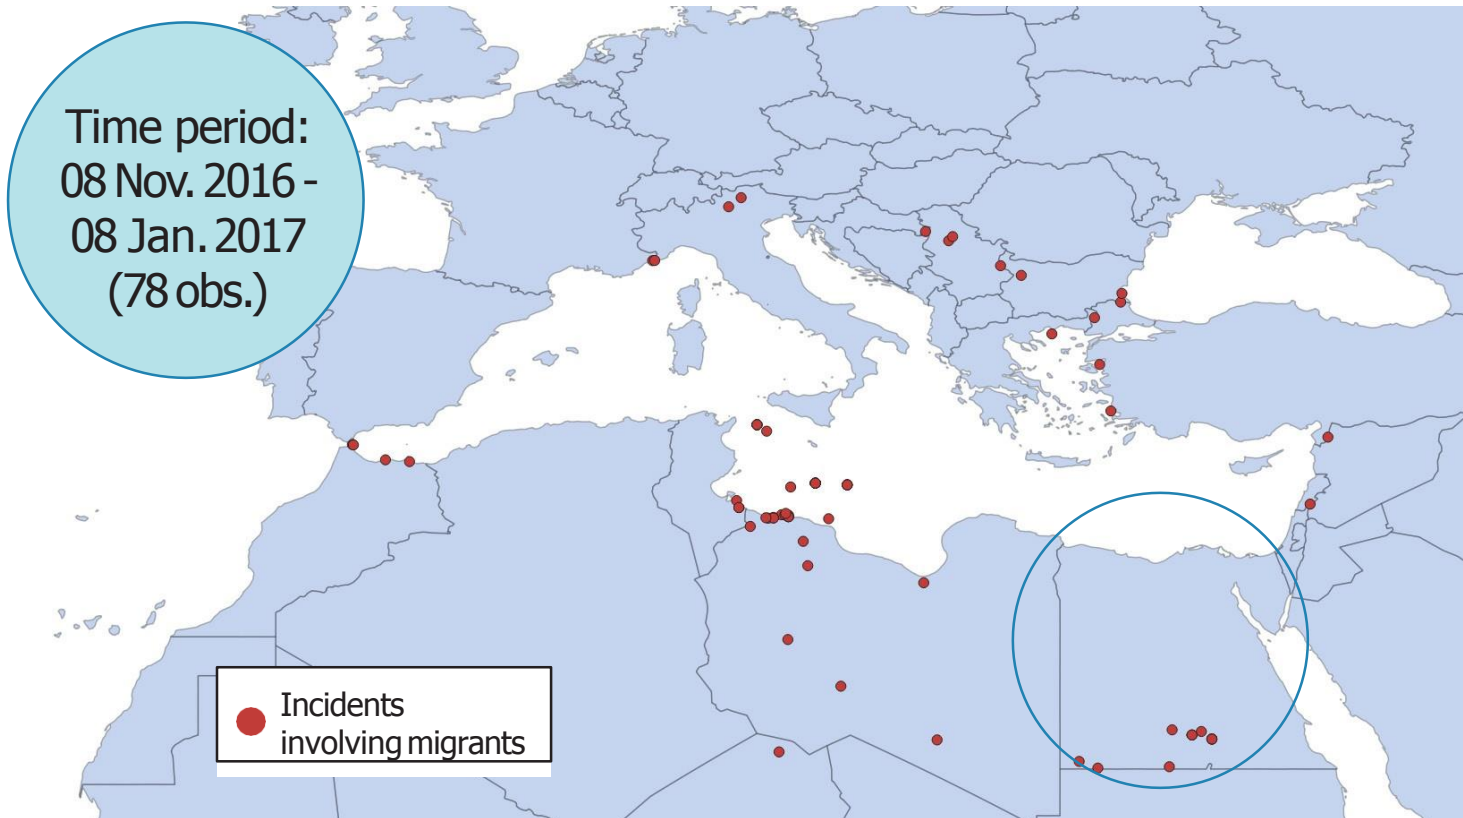 Time period:
08 Nov. 2016 -
08 Jan. 2017
(78 obs.)
Incidents
involving migrants